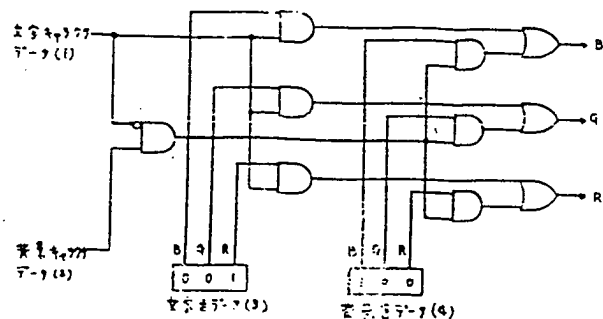 文字キャラクタ
データ(1)
B
G
R
背景キャラクタ
データ(2)
B G R
0 0 1
文字色データ(3)
B G R
1 0 0
背景色データ(4)